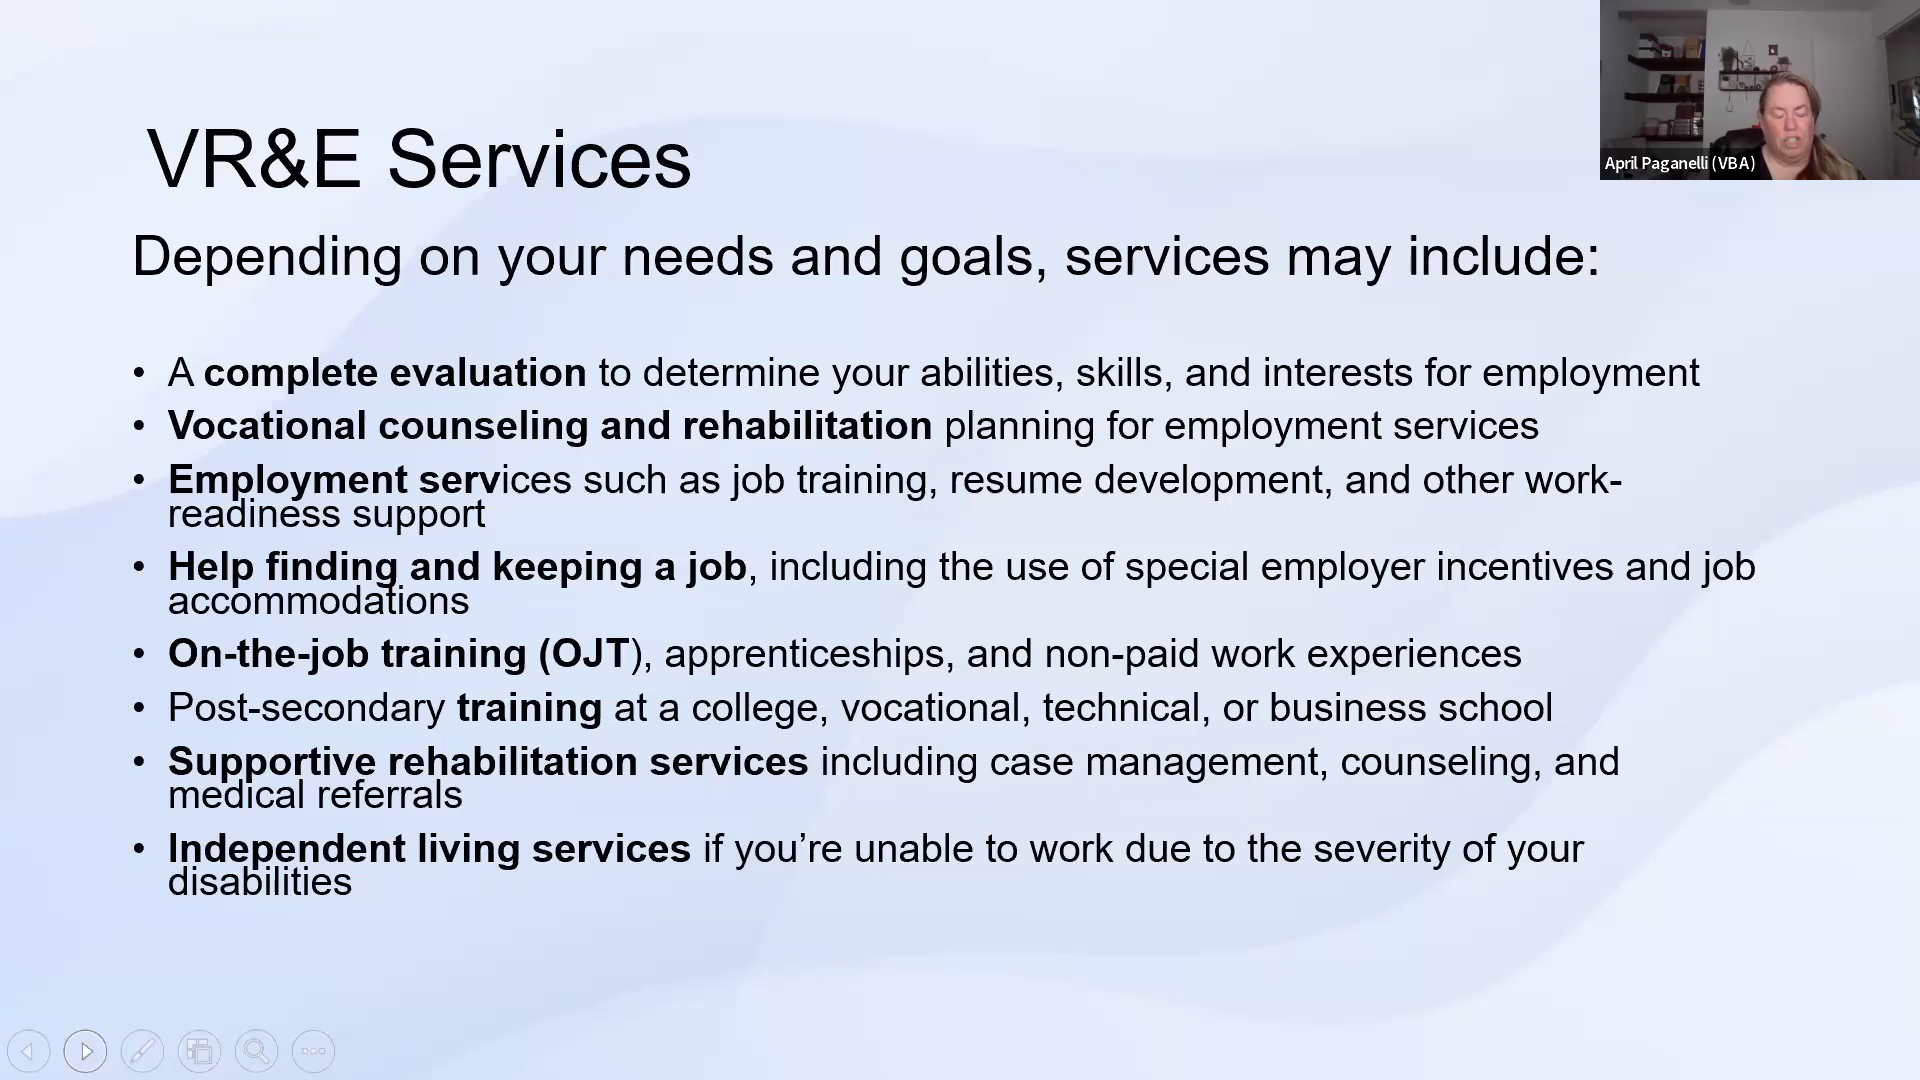 April Paganelli (VBA)
VR&E Services
Depending on your needs and goals, services may include:
• A complete evaluation to determine your abilities, skills, and interests for employment
• Vocational counseling and rehabilitation planning for employment services
• Employment services such as job training, resume development, and other work-
readiness support
• Help finding and keeping a job, including the use of special employer incentives and job
accommodations
• On-the-job training (OJT), apprenticeships, and non-paid work experiences
• Post-secondary training at a college, vocational, technical, or business school
• Supportive rehabilitation services including case management, counseling, and
medical referrals
• Independent living services if you’re unable to work due to the severity of your
disabilities